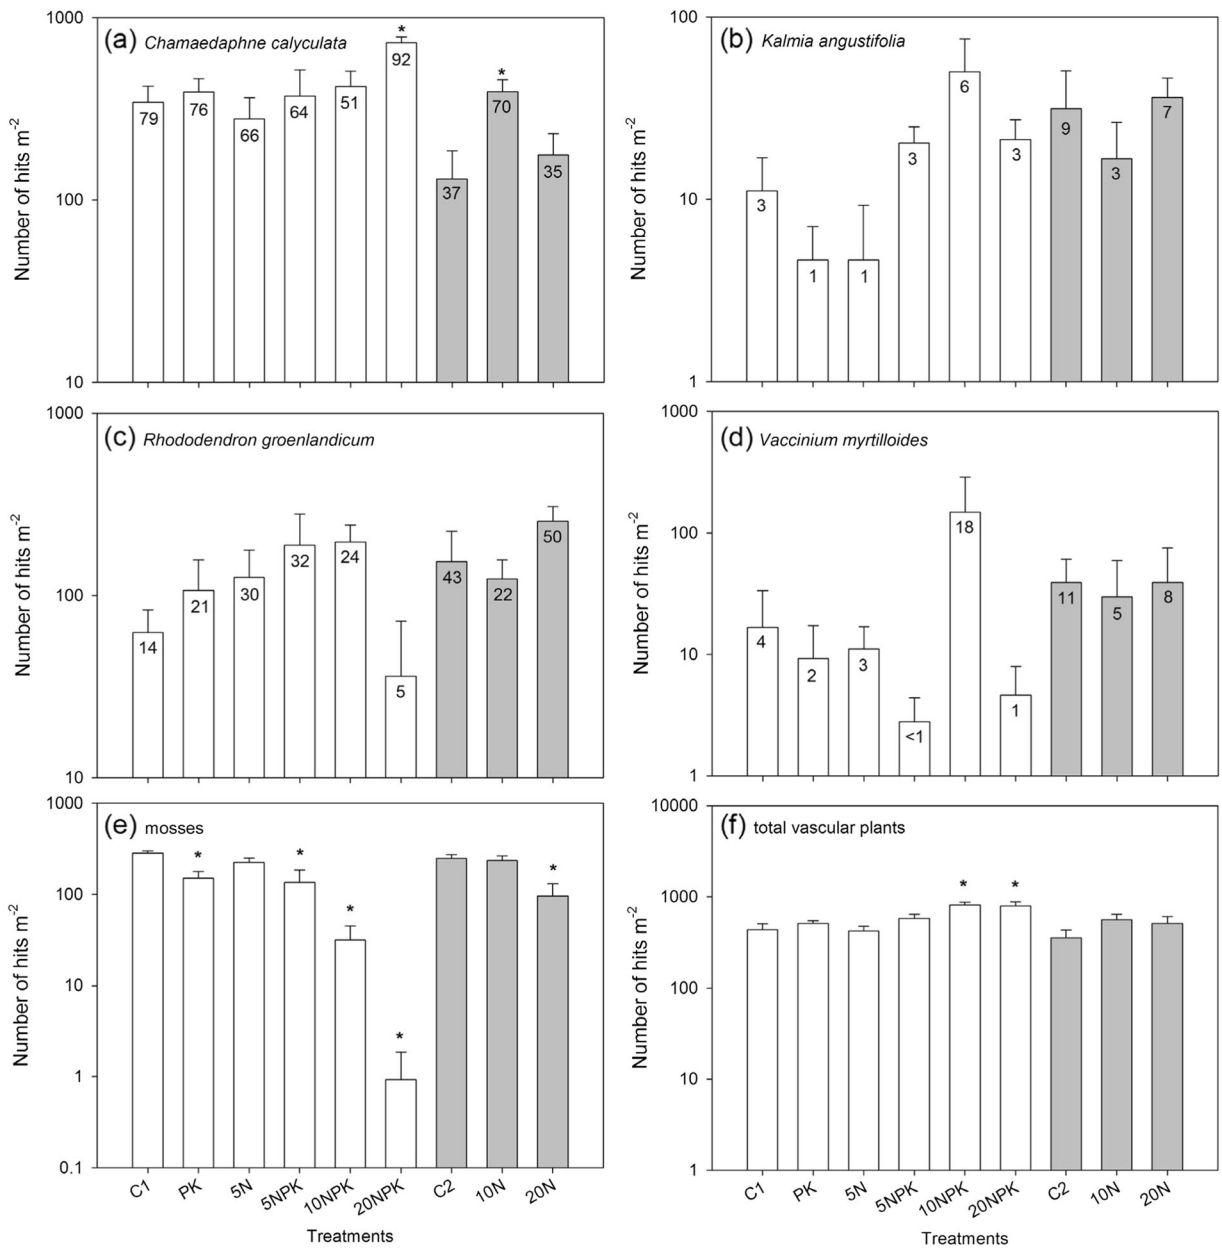 (a) Chamaedaphne calyculata
Number of hits m-2
1000
100
10
79
76
66
64
51
*
92
37
*
70
35
(b) Kalmia angustifolia
Number of hits m-2
100
10
1
3
1
1
3
6
3
9
3
7
(c) Rhododendron groenlandicum
Number of hits m-2
1000
100
10
14
21
30
32
24
5
43
22
50
(d) Vaccinium myrtilloides
Number of hits m-2
1000
100
10
1
4
2
3
<1
18
1
11
5
8
(e) mosses
Number of hits m-2
1000
100
10
1
0.1
*
*
*
*
*
C1
PK
5N
5NPK
10NPK
20NPK
C2
10N
20N
Treatments
(f) total vascular plants
Number of hits m-2
10000
1000
100
10
1
*
*
C1
PK
5N
5NPK
10NPK
20NPK
C2
10N
20N
Treatments